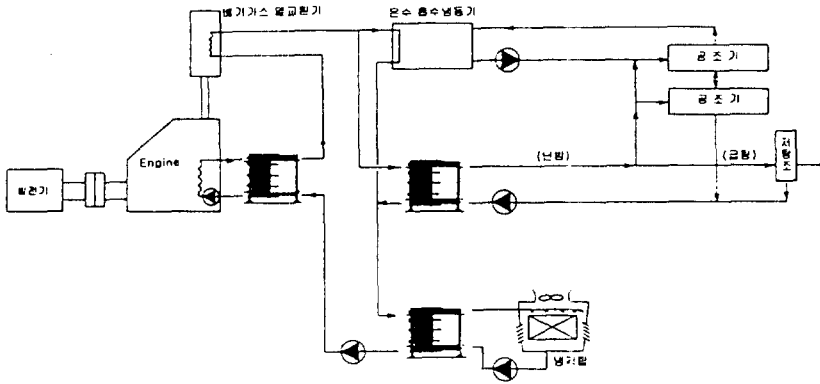 배기가스 열교환기
온수 흡수냉동기
공조기
공조기
Engine
(난방)
(급탕)
저탕조
발전기
냉각탑